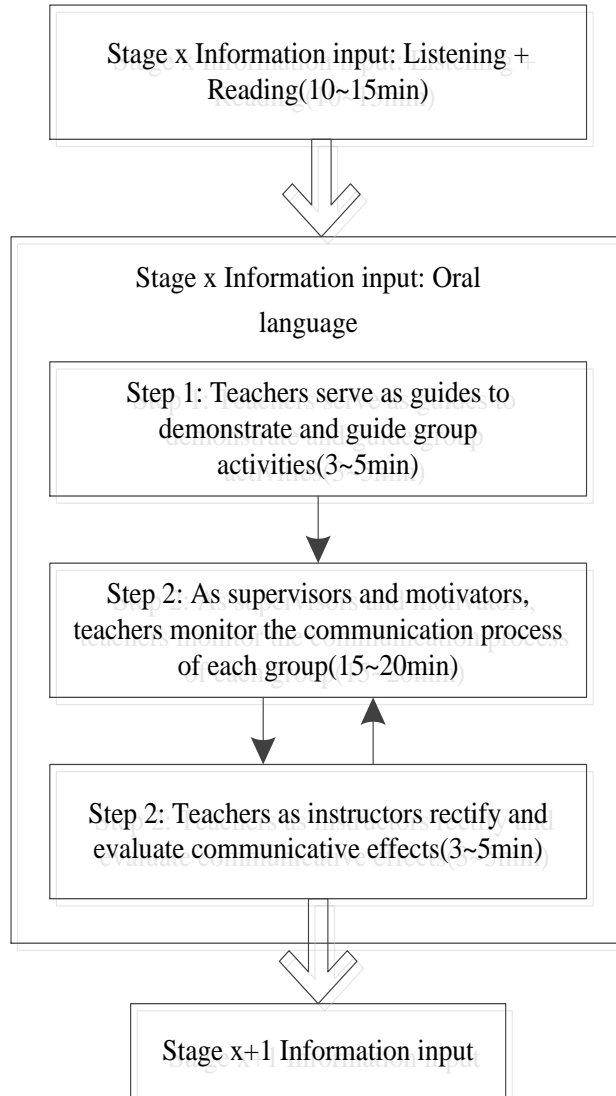 Stage x Information input: Listening +
Reading(10~15min)
Stage x Information input: Oral
language
Step 1: Teachers serve as guides to
demonstrate and guide group
activities(3~5min)
Step 2: As supervisors and motivators,
teachers monitor the communication process
of each group(15~20min)
Step 2: Teachers as instructors rectify and
evaluate communicative effects(3~5min)
Stage x+1 Information input